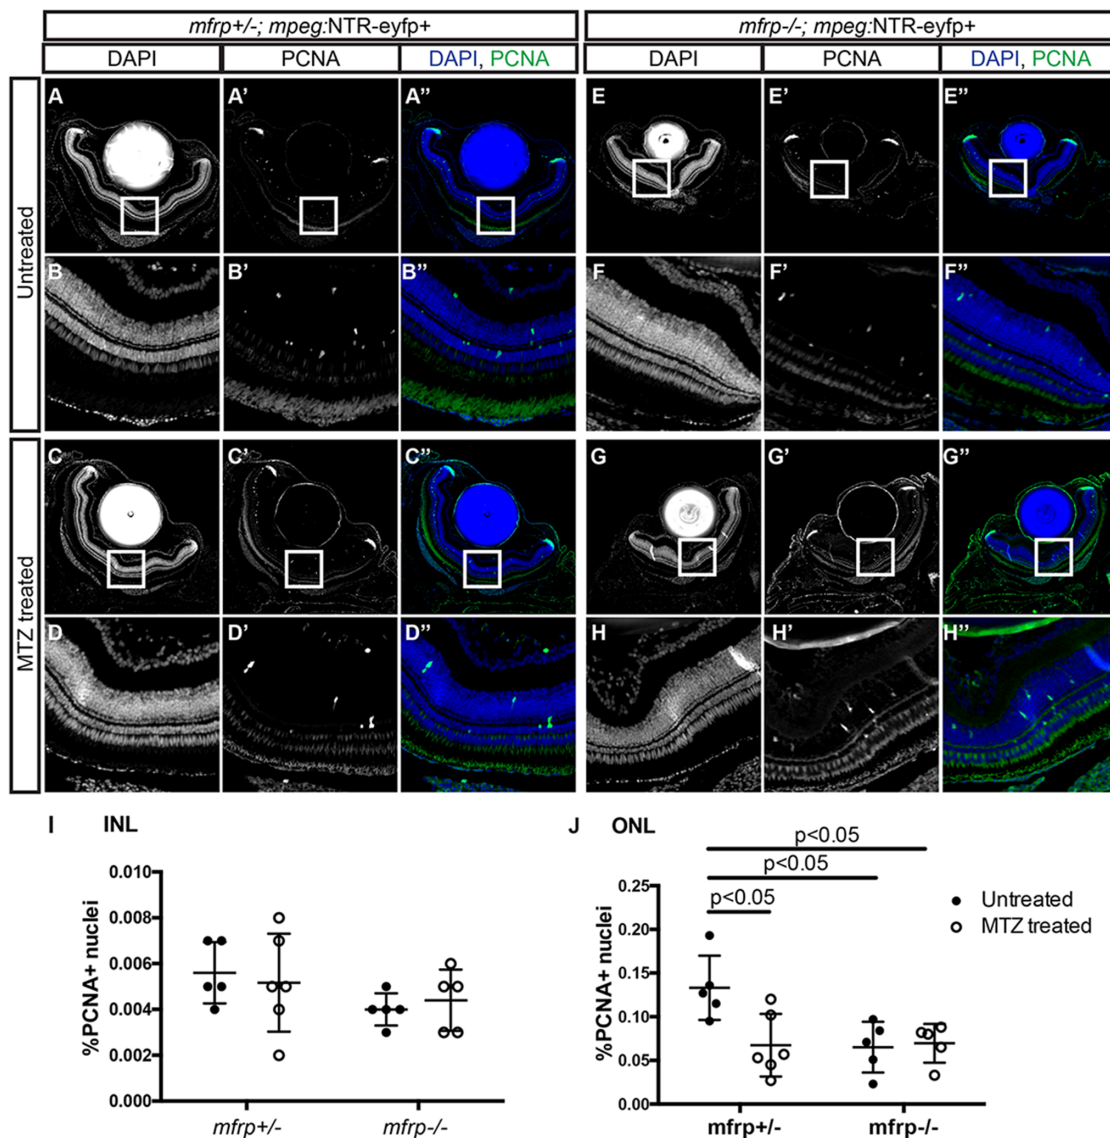 mfrp+/-; mpeg:NTR-eyfp+ mfrp-/-; mpeg:NTR-eyfp+
DAPI PCNA DAPI, PCNA DAPI PCNA DAPI, PCNA
Untreated
A A' A" E E' E"
B B' B" F F' F"
MTZ treated
C C' C" G G' G"
D D' D" H H' H"
I INL
%PCNA+ nuclei
0.010
0.008
0.006
0.004
0.002
0.000
mfrp+/- mfrp-/-
J ONL
p<0.05
p<0.05
p<0.05
%PCNA+ nuclei
0.25
0.20
0.15
0.10
0.05
0.00
mfrp+/- mfrp-/-
Untreated
MTZ treated